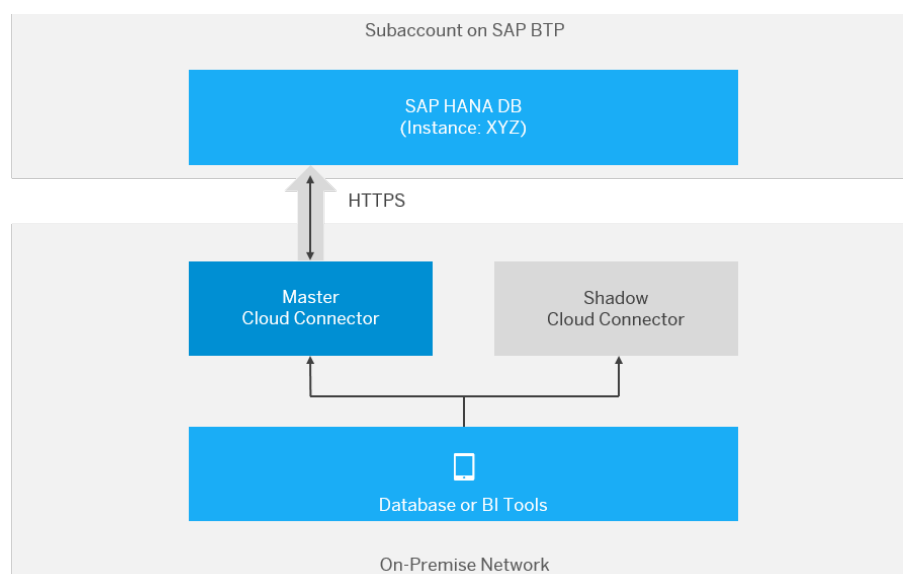 Subaccount on SAP BTP
SAP HANA DB
(Instance: XYZ)
HTTPS
Master
Cloud Connector
Shadow
Cloud Connector
Database or BI Tools
On-Premise Network